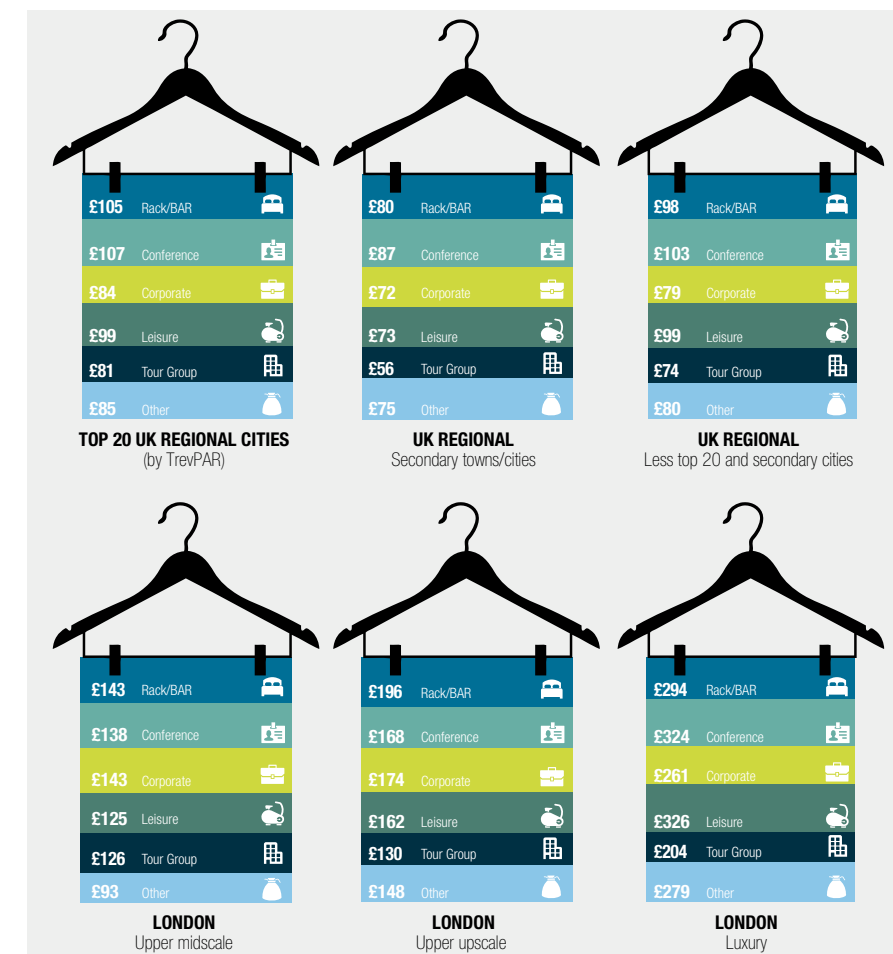 £105 Rack/BAR
£107 Conference
£84 Corporate
£99 Leisure
£81 Tour Group
£85 Other
TOP 20 UK REGIONAL CITIES
(by TrevPAR)
£80 Rack/BAR
£87 Conference
£72 Corporate
£73 Leisure
£56 Tour Group
£75 Other
UK REGIONAL
Secondary towns/cities
£98 Rack/BAR
£103 Conference
£79 Corporate
£99 Leisure
£74 Tour Group
£80 Other
UK REGIONAL
Less top 20 and secondary cities
£143 Rack/BAR
£138 Conference
£143 Corporate
£125 Leisure
£126 Tour Group
£93 Other
LONDON
Upper midscale
£196 Rack/BAR
£168 Conference
£174 Corporate
£162 Leisure
£130 Tour Group
£148 Other
LONDON
Upper upscale
£294 Rack/BAR
£324 Conference
£261 Corporate
£326 Leisure
£204 Tour Group
£279 Other
LONDON
Luxury